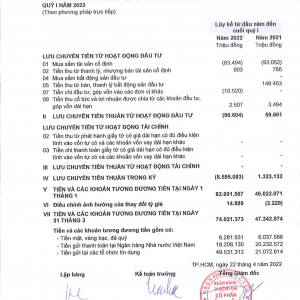 QUÝ I NĂM 2022
(Theo phương pháp trực tiếp)
Lũy kế từ đầu năm đến
cuối quý I
Năm 2022 Năm 2021
Triệu đồng Triệu đồng
LƯU CHUYỂN TIỀN TỪ HOẠT ĐỘNG ĐẦU TƯ
01 Mua sắm tài sản cố định (83.494) (93.052)
02 Tiền thu từ thanh lý, nhượng bán tài sản cố định 903 766
04 Mua sắm bất động sản đầu tư - -
05 Tiền thu từ bán, thanh lý bất động sản đầu tư - 148.453
07 Tiền chi đầu tư, góp vốn vào các đơn vị khác (10.520) -
09 Tiền thu cổ tức và lợi nhuận được chia từ các khoản đầu tư,
góp vốn dài hạn 2.507 3.494
II LƯU CHUYỂN TIỀN THUẦN TỪ HOẠT ĐỘNG ĐẦU TƯ (90.604) 59.661
LƯU CHUYỂN TIỀN TỪ HOẠT ĐỘNG TÀI CHÍNH
02 Tiền thu từ phát hành giấy tờ có giá dài hạn có đủ điều kiện
tính vào vốn tự có và các khoản vốn vay dài hạn khác - -
03 Tiền chi thanh toán giấy tờ có giá dài hạn có đủ điều kiện
tính vào vốn tự có và các khoản vốn vay dài hạn khác - -
III LƯU CHUYỂN TIỀN THUẦN TỪ HOẠT ĐỘNG TÀI CHÍNH - -
IV LƯU CHUYỂN TIỀN THUẦN TRONG KỲ (8.595.083) 1.323.132
V TIỀN VÀ CÁC KHOẢN TƯƠNG ĐƯƠNG TIỀN TẠI NGÀY 1
THÁNG 1 82.601.567 46.022.071
VI Điều chỉnh ảnh hưởng của thay đổi tỷ giá 14.889 (2.229)
VII TIỀN VÀ CÁC KHOẢN TƯƠNG ĐƯƠNG TIỀN TẠI NGÀY
31 THÁNG 3 74.021.373 47.342.974
Tiền và các khoản tương đương tiền gồm có:
- Tiền mặt, vàng bạc, đá quý 6.281.931 6.037.568
- Tiền gửi thanh toán tại Ngân hàng Nhà nước Việt Nam 18.208.130 20.232.572
- Tiền gửi tại các tổ chức tín dụng 49.531.312 21.072.814
TP.HCM, ngày 22 tháng 4 năm 2022
Lập bảng Kế toán trưởng Tổng Giám đốc
NGÂN HÀNG
THƯƠNG MẠI
CỔ PHẦN